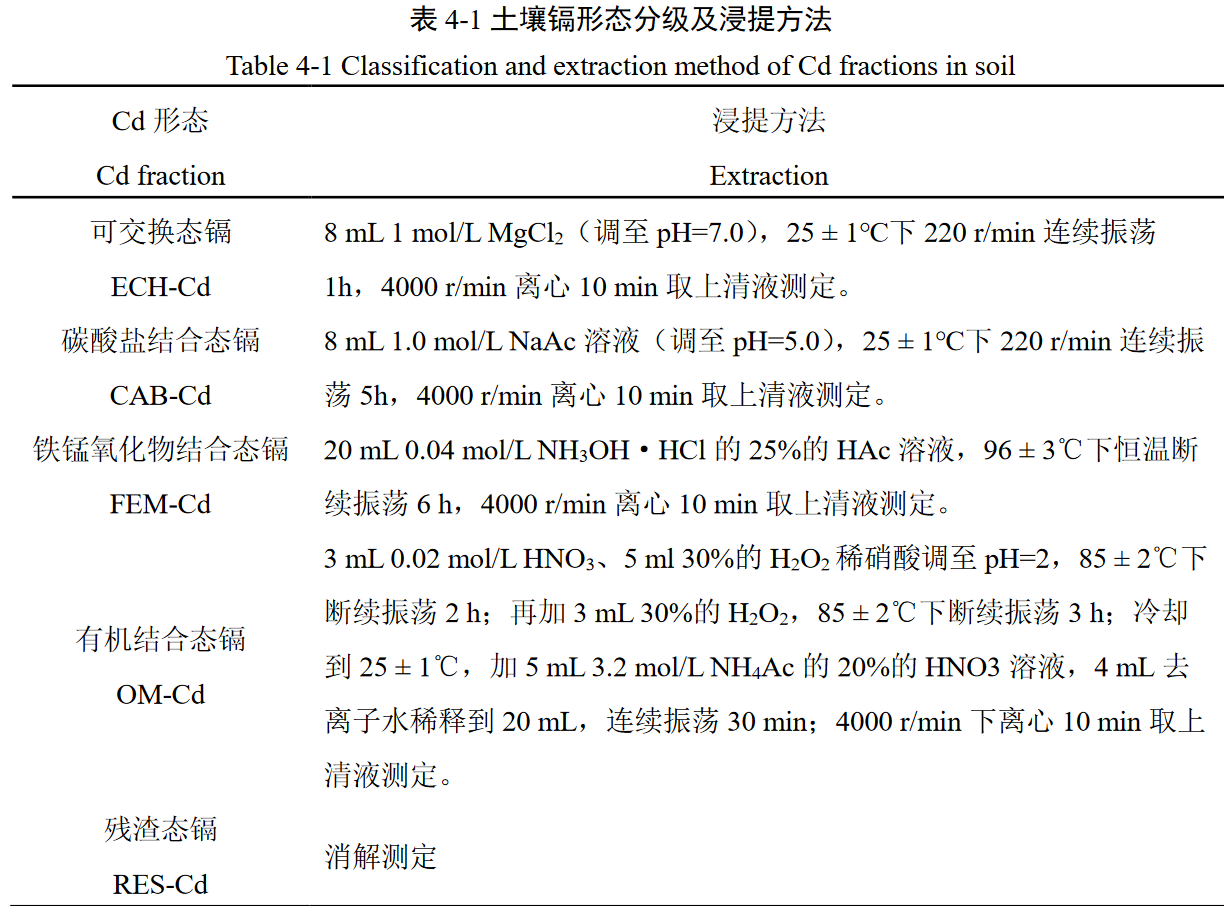 表 4-1 土壤镉形态分级及浸提方法
Table 4-1 Classification and extraction method of Cd fractions in soil
Cd 形态
浸提方法
Cd fraction
Extraction
可交换态镉
ECH-Cd
8 mL 1 mol/L MgCl₂（调至 pH=7.0），25 ± 1℃下 220 r/min 连续振荡
1h，4000 r/min 离心 10 min 取上清液测定。
碳酸盐结合态镉
CAB-Cd
8 mL 1.0 mol/L NaAc 溶液（调至 pH=5.0），25 ± 1℃下 220 r/min 连续振
荡 5h，4000 r/min 离心 10 min 取上清液测定。
铁锰氧化物结合态镉
FEM-Cd
20 mL 0.04 mol/L NH₃OH·HCl 的 25%的 HAc 溶液，96 ± 3℃下恒温断
续振荡 6 h，4000 r/min 离心 10 min 取上清液测定。
有机结合态镉
OM-Cd
3 mL 0.02 mol/L HNO₃、5 ml 30%的 H₂O₂ 稀硝酸调至 pH=2，85 ± 2℃下
断续振荡 2 h；再加 3 mL 30%的 H₂O₂，85 ± 2℃下断续振荡 3 h；冷却
到 25 ± 1℃，加 5 mL 3.2 mol/L NH₄Ac 的 20%的 HNO3 溶液，4 mL 去
离子水稀释到 20 mL，连续振荡 30 min；4000 r/min 下离心 10 min 取上
清液测定。
残渣态镉
RES-Cd
消解测定